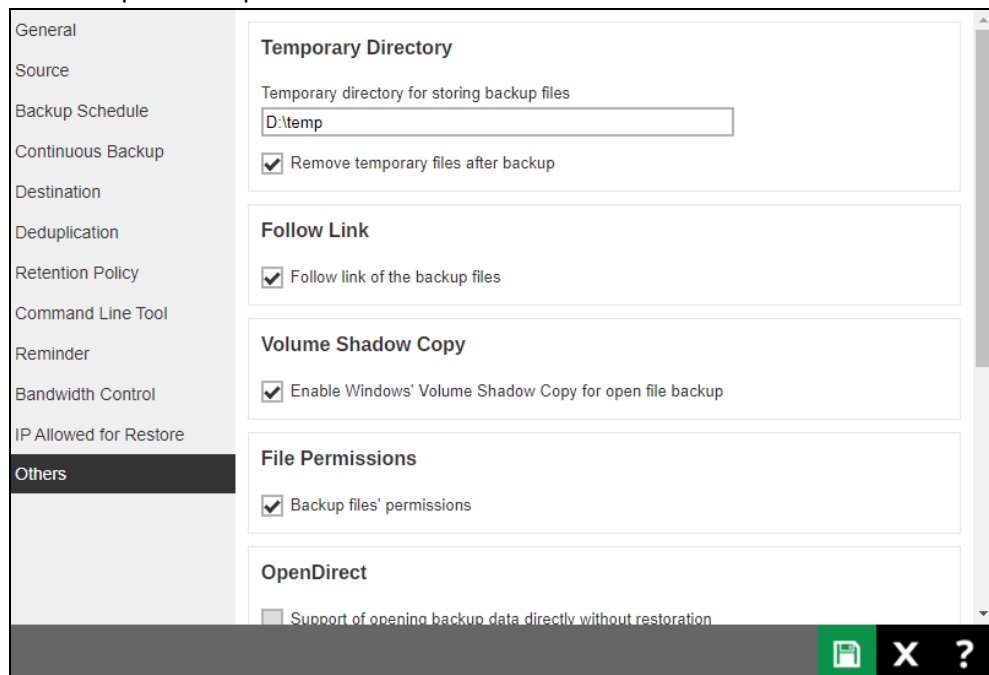 General
Source
Backup Schedule
Continuous Backup
Destination
Deduplication
Retention Policy
Command Line Tool
Reminder
Bandwidth Control
IP Allowed for Restore
Others
Temporary Directory
Temporary directory for storing backup files
D:\temp
Remove temporary files after backup
Follow Link
Follow link of the backup files
Volume Shadow Copy
Enable Windows' Volume Shadow Copy for open file backup
File Permissions
Backup files' permissions
OpenDirect
Support of opening backup data directly without restoration
X ?